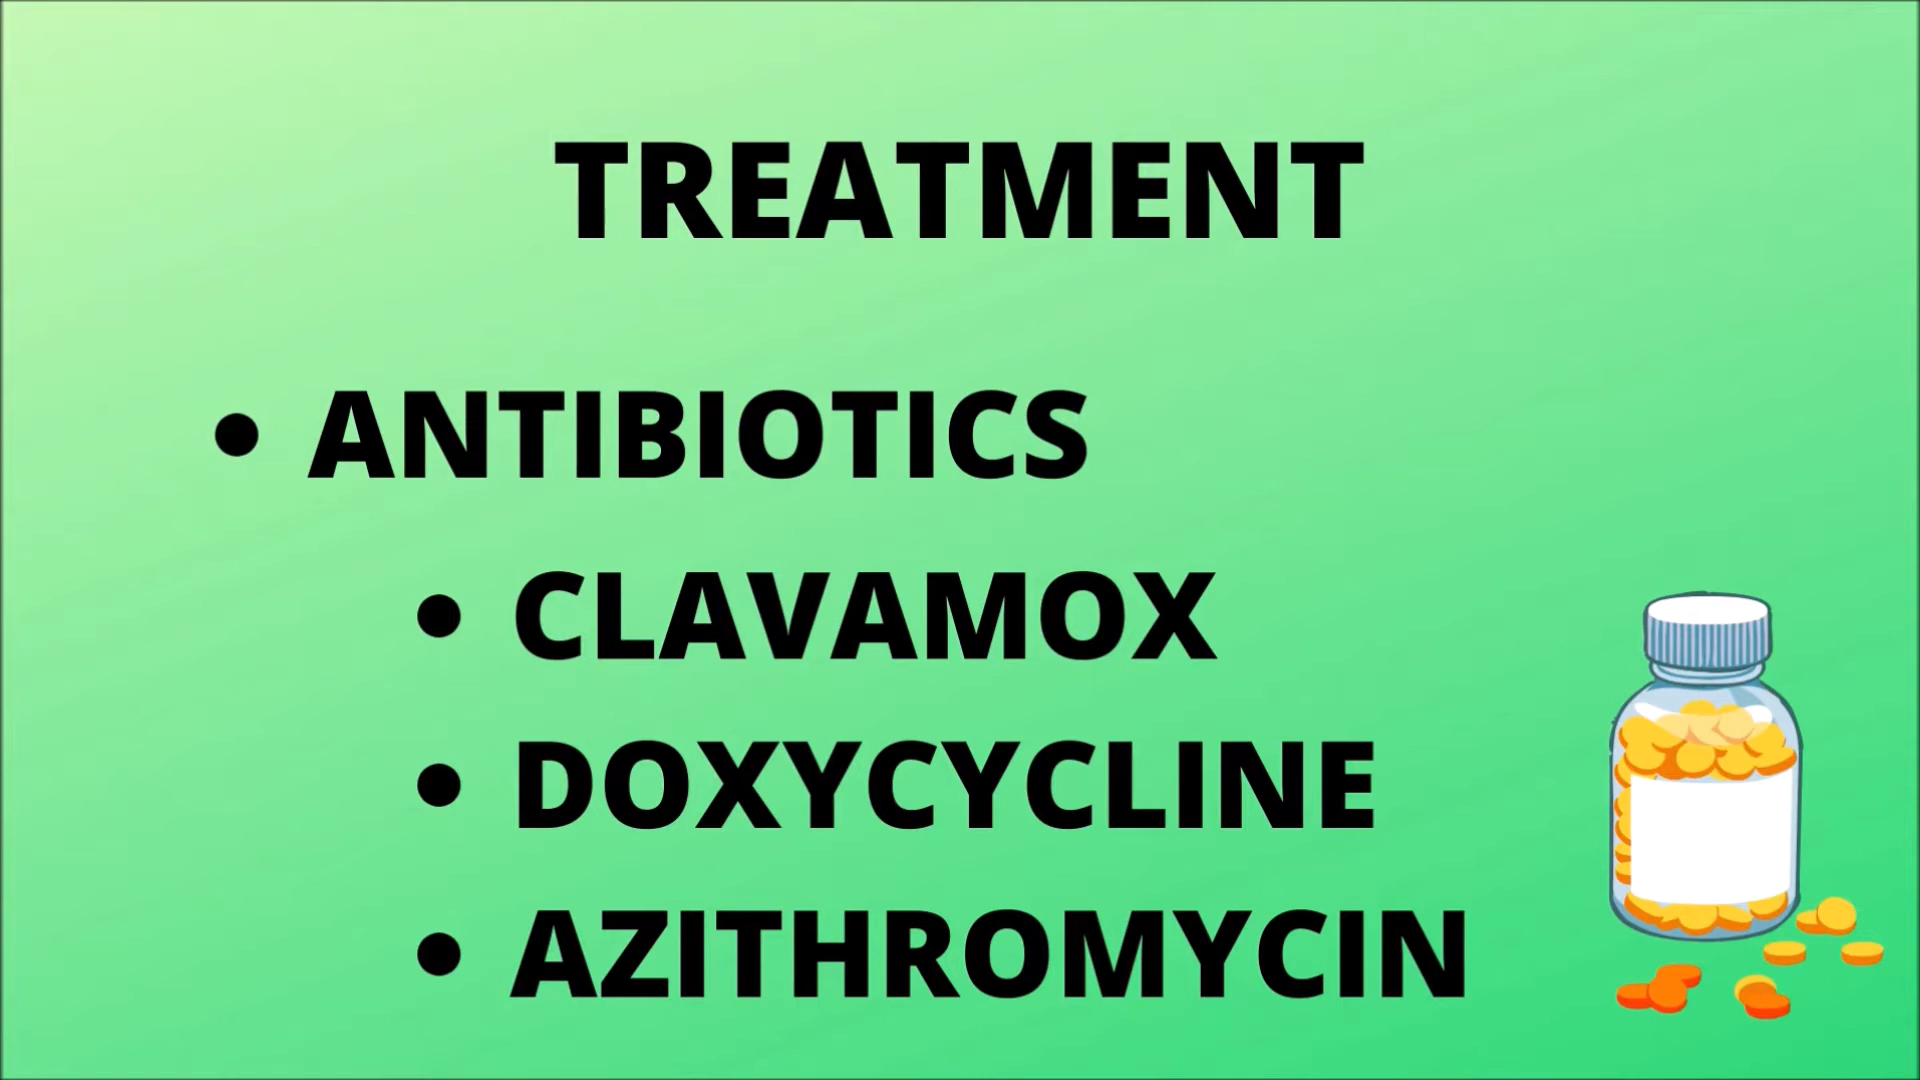 TREATMENT
• ANTIBIOTICS
• CLAVAMOX
• DOXYCYCLINE
• AZITHROMYCIN